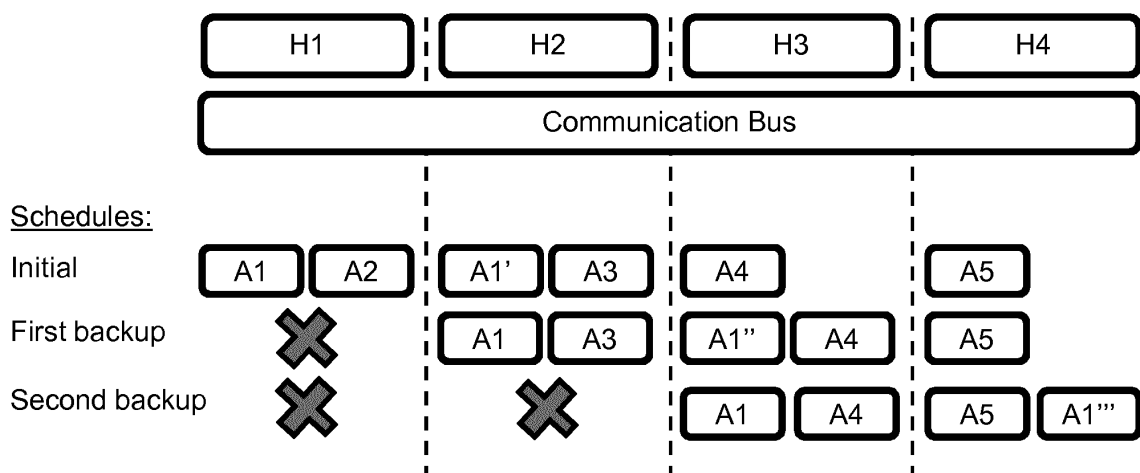 H1 H2 H3 H4
Communication Bus
Schedules:
Initial A1 A2 A1' A3 A4 A5
First backup A1 A3 A1'' A4 A5
Second backup A1 A4 A5 A1'''